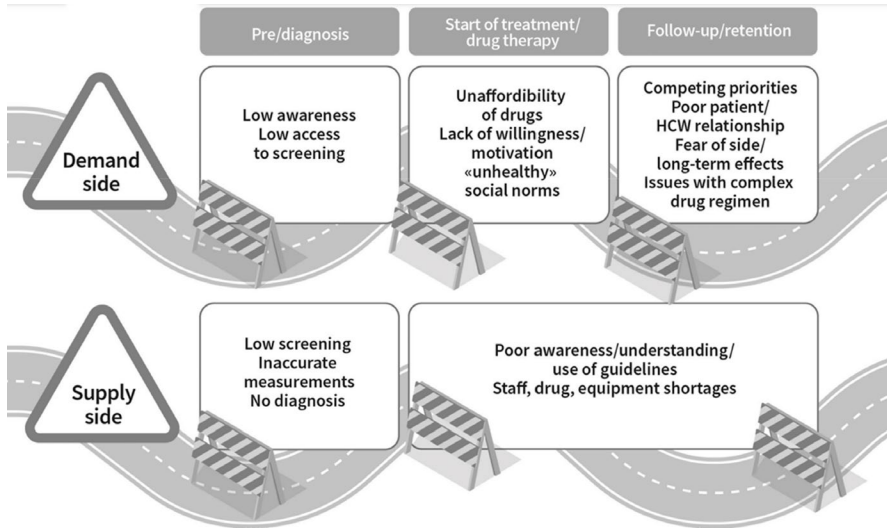 Pre/diagnosis
Start of treatment/
drug therapy
Follow-up/retention
Demand
side
Low awareness
Low access
to screening
Unaffordibility
of drugs
Lack of willingness/
motivation
«unhealthy»
social norms
Competing priorities
Poor patient/
HCW relationship
Fear of side/
long-term effects
Issues with complex
drug regimen
Supply
side
Low screening
Inaccurate
measurements
No diagnosis
Poor awareness/understanding/
use of guidelines
Staff, drug, equipment shortages